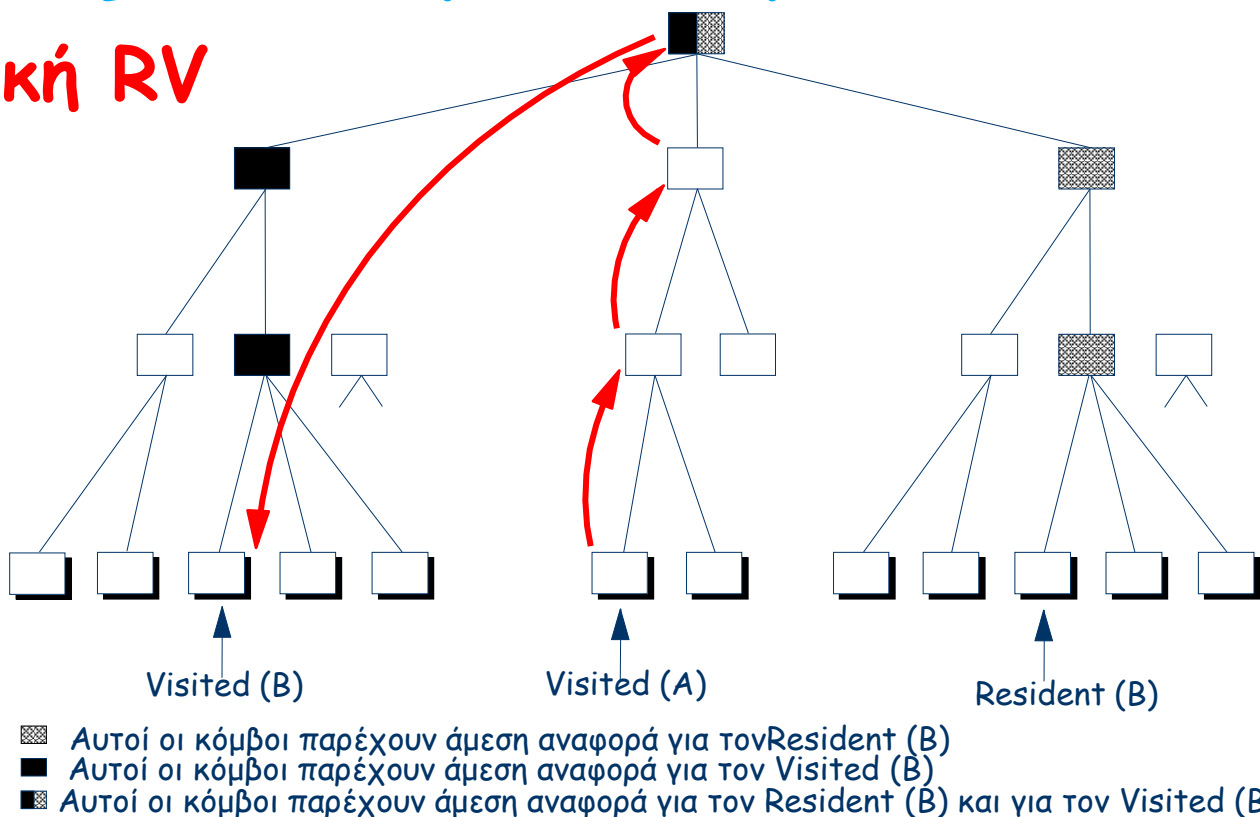 κή RV
Visited (B)
Visited (A)
Resident (B)
Αυτοί οι κόμβοι παρέχουν άμεση αναφορά για τονResident (B)
Αυτοί οι κόμβοι παρέχουν άμεση αναφορά για τον Visited (B)
Αυτοί οι κόμβοι παρέχουν άμεση αναφορά για τον Resident (B) και για τον Visited (B